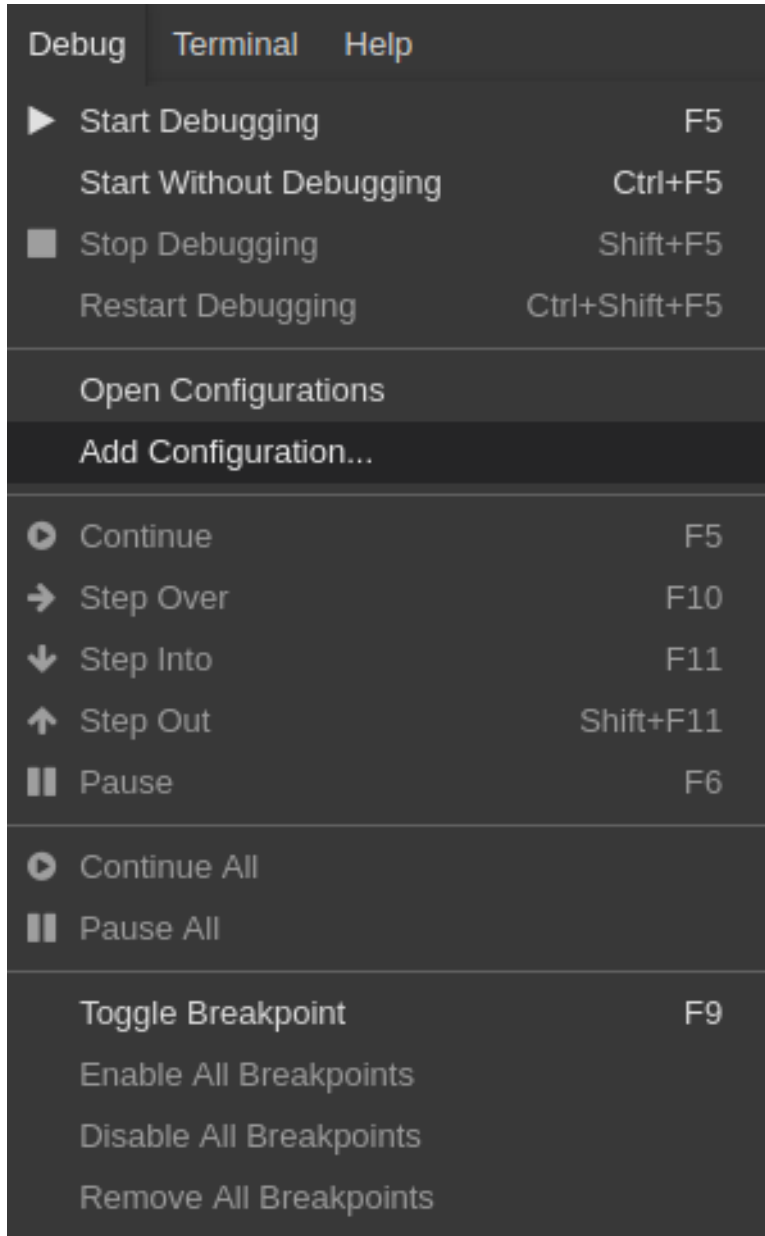 Debug Terminal Help
Start Debugging F5
Start Without Debugging Ctrl+F5
Stop Debugging Shift+F5
Restart Debugging Ctrl+Shift+F5
Open Configurations
Add Configuration...
Continue F5
Step Over F10
Step Into F11
Step Out Shift+F11
Pause F6
Continue All
Pause All
Toggle Breakpoint F9
Enable All Breakpoints
Disable All Breakpoints
Remove All Breakpoints